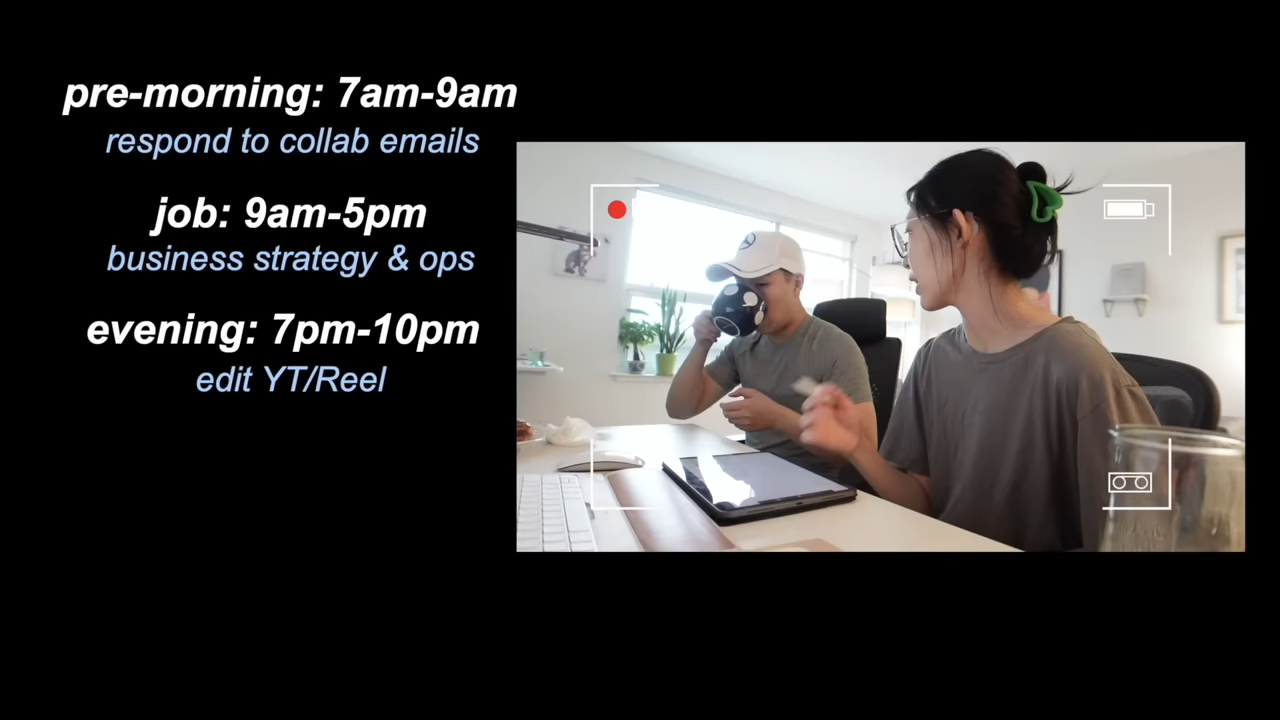 pre-morning: 7am-9am
respond to collab emails
job: 9am-5pm
business strategy & ops
evening: 7pm-10pm
edit YT/Reel